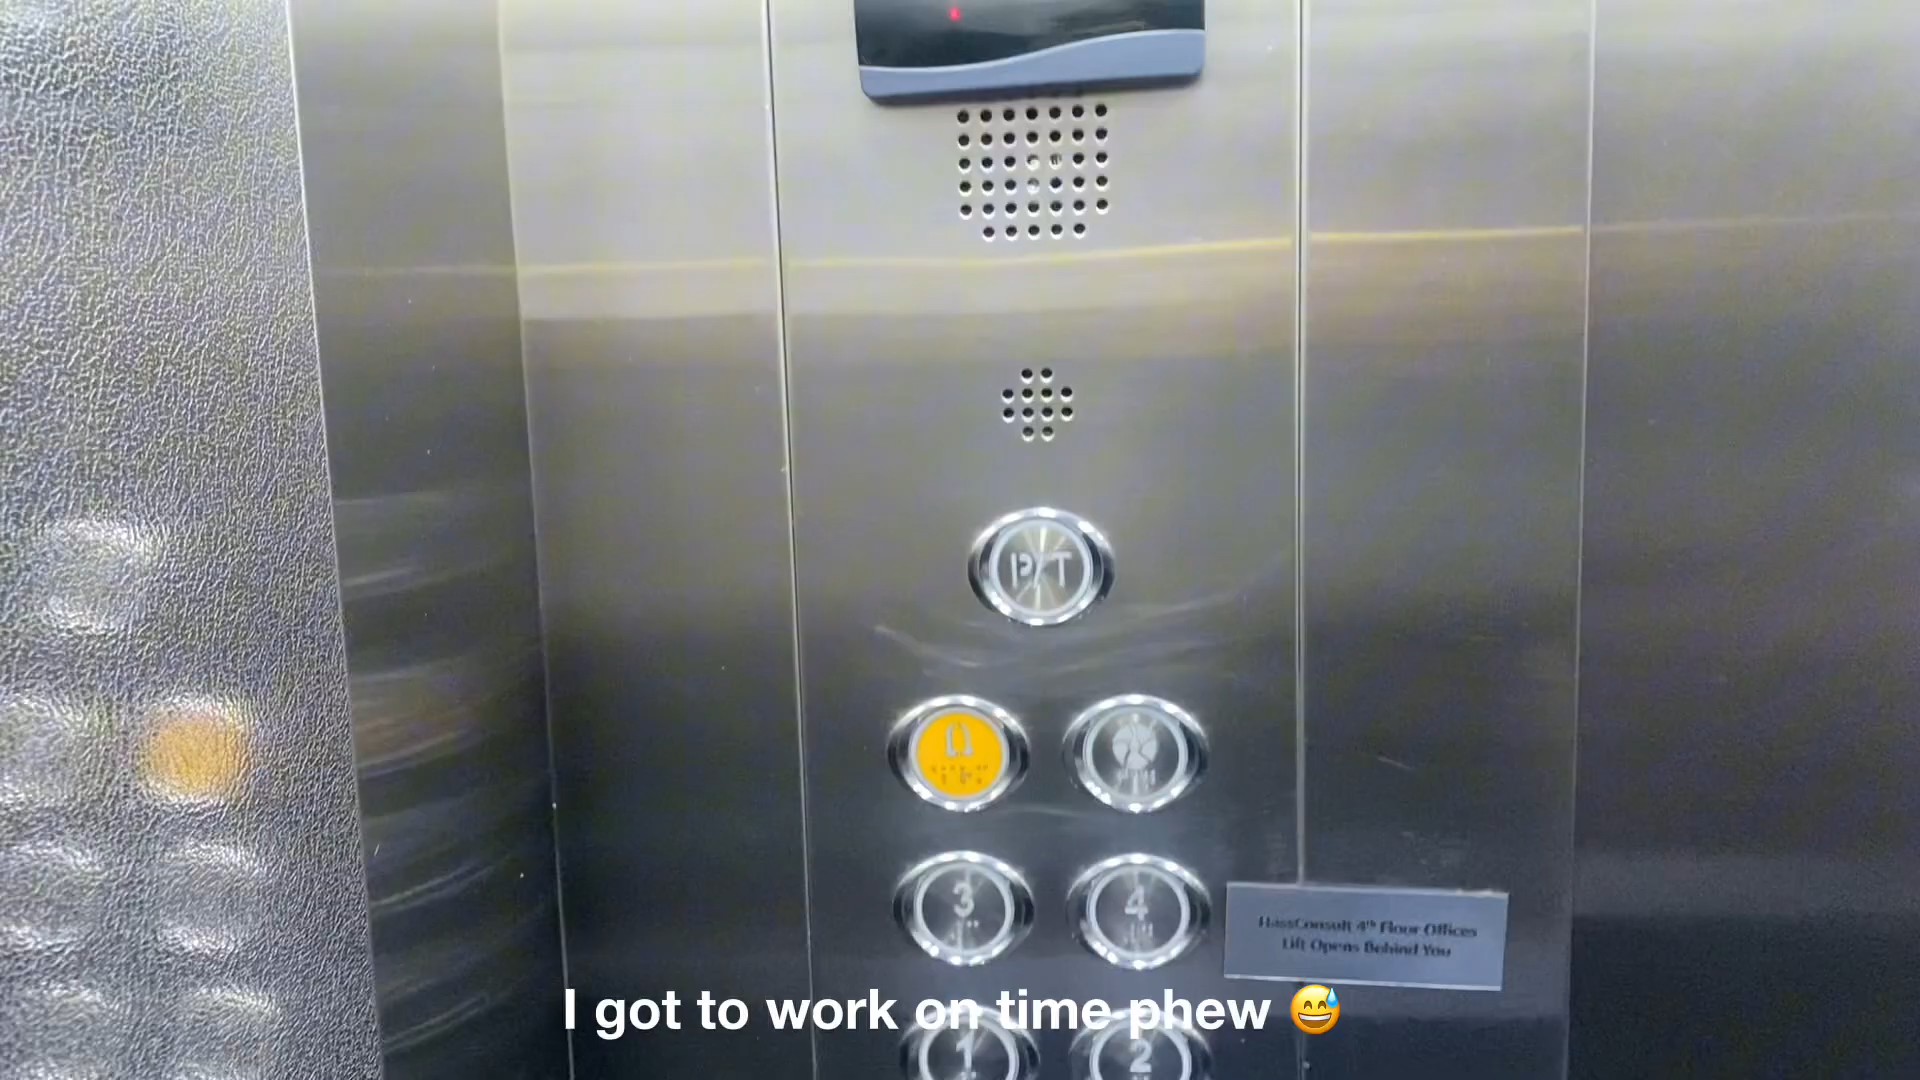 P/T
3 4
HassConsult 4th Floor Offices
Lift Opens Behind You
I got to work on time phew 😅
1 2